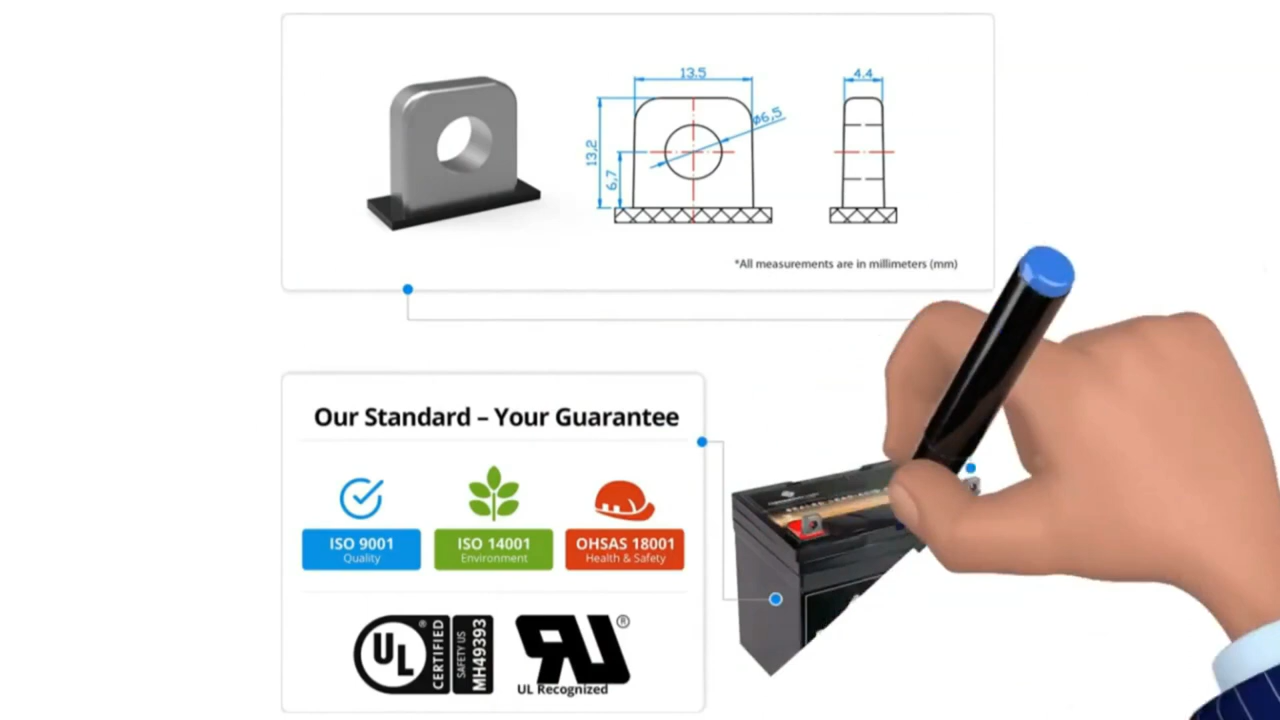 13.5
4.4
ø6,5
13,2
6,7
*All measurements are in millimeters (mm)
Our Standard – Your Guarantee
ISO 9001
Quality
ISO 14001
Environment
OHSAS 18001
Health & Safety
UL
®
CERTIFIED
SAFETY US
MH49393
RU
®
UL Recognized